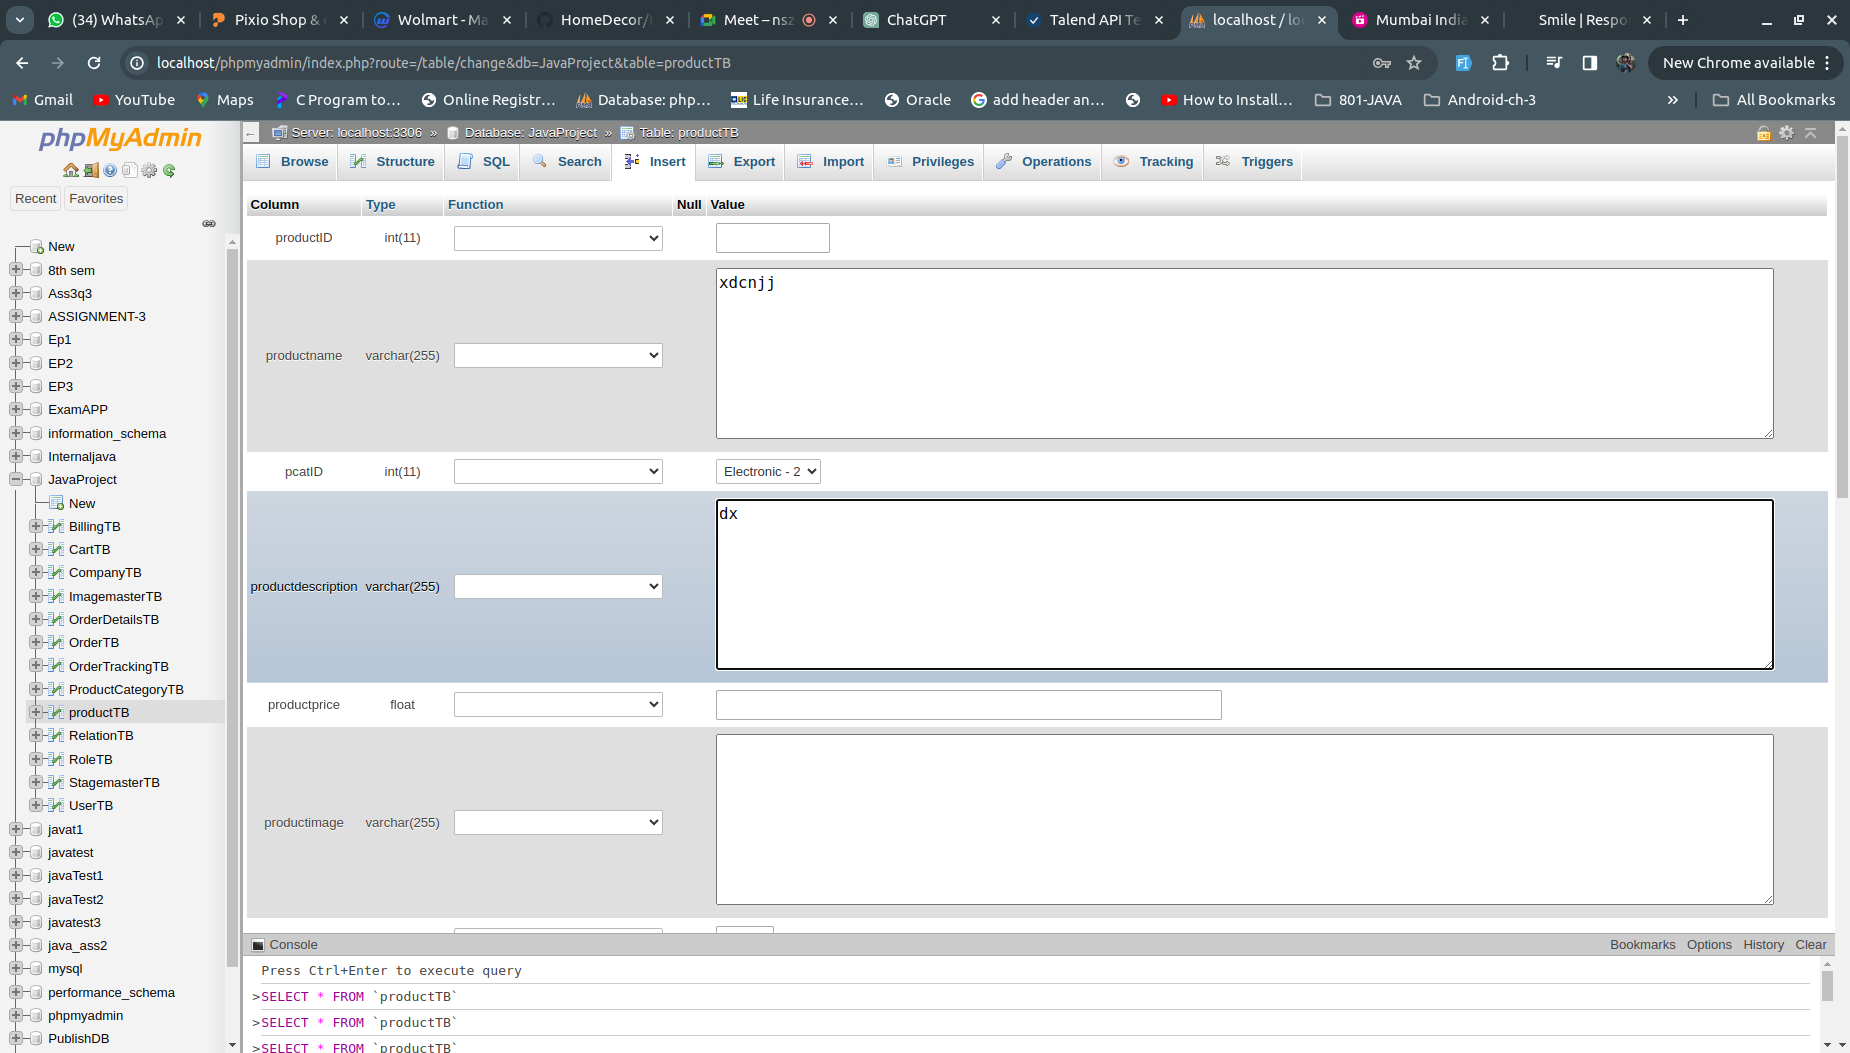 (34) WhatsAp
Pixio Shop &
Wolmart - Ma
HomeDecor/
Meet – nsz
ChatGPT
Talend API Te
localhost / lo
Mumbai India
Smile | Respo
localhost/phpmyadmin/index.php?route=/table/change&db=JavaProject&table=productTB
New Chrome available
Gmail
YouTube
Maps
C Program to...
Online Registr...
Database: php...
Life Insurance...
Oracle
add header an...
How to Install...
801-JAVA
Android-ch-3
»
All Bookmarks
phpMyAdmin
Recent
Favorites
New
8th sem
Ass3q3
ASSIGNMENT-3
Ep1
EP2
EP3
ExamAPP
information_schema
Internaljava
JavaProject
New
BillingTB
CartTB
CompanyTB
ImagemasterTB
OrderDetailsTB
OrderTB
OrderTrackingTB
ProductCategoryTB
productTB
RelationTB
RoleTB
StagemasterTB
UserTB
javat1
javatest
javaTest1
javaTest2
javatest3
java_ass2
mysql
performance_schema
phpmyadmin
PublishDB
Server: localhost:3306 » Database: JavaProject » Table: productTB
Browse
Structure
SQL
Search
Insert
Export
Import
Privileges
Operations
Tracking
Triggers
Column Type Function Null Value
productID int(11)
productname varchar(255) xdcnjj
pcatID int(11) Electronic - 2
productdescription varchar(255) dx
productprice float
productimage varchar(255)
Console
Bookmarks Options History Clear
Press Ctrl+Enter to execute query
>SELECT * FROM `productTB`
>SELECT * FROM `productTB`
>SELECT * FROM `productTB`